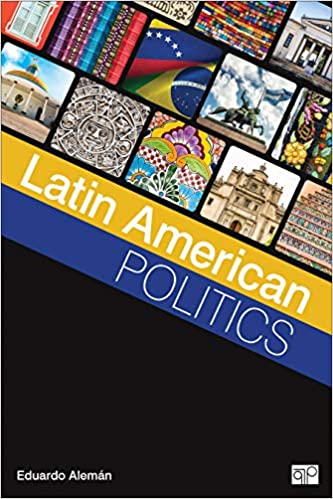 Latin American
POLITICS
Eduardo Alemán